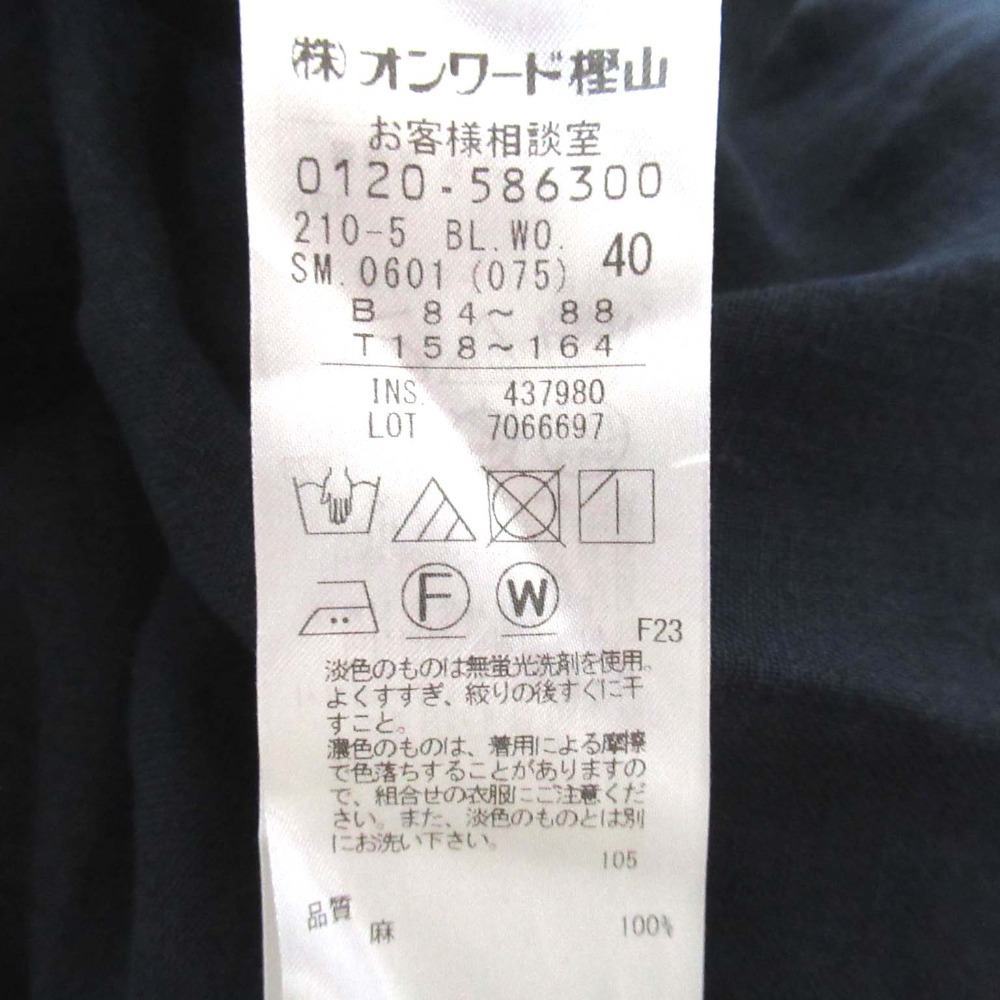 ㈱オンワード樫山
お客様相談室
0120-586300
210-5 BL.WO. 40
SM.0601(075)
B 84～ 88
T158～164
INS. 437980
LOT 7066697
F
W
F23
淡色のものは無蛍光洗剤を使用。
よくすすぎ、絞りの後すぐに干
すこと。
濃色のものは、着用による摩擦
で色落ちすることがありますの
で、組合せの衣服にご注意くだ
さい。また、淡色のものとは別
にお洗い下さい。
105
品質
麻 100%